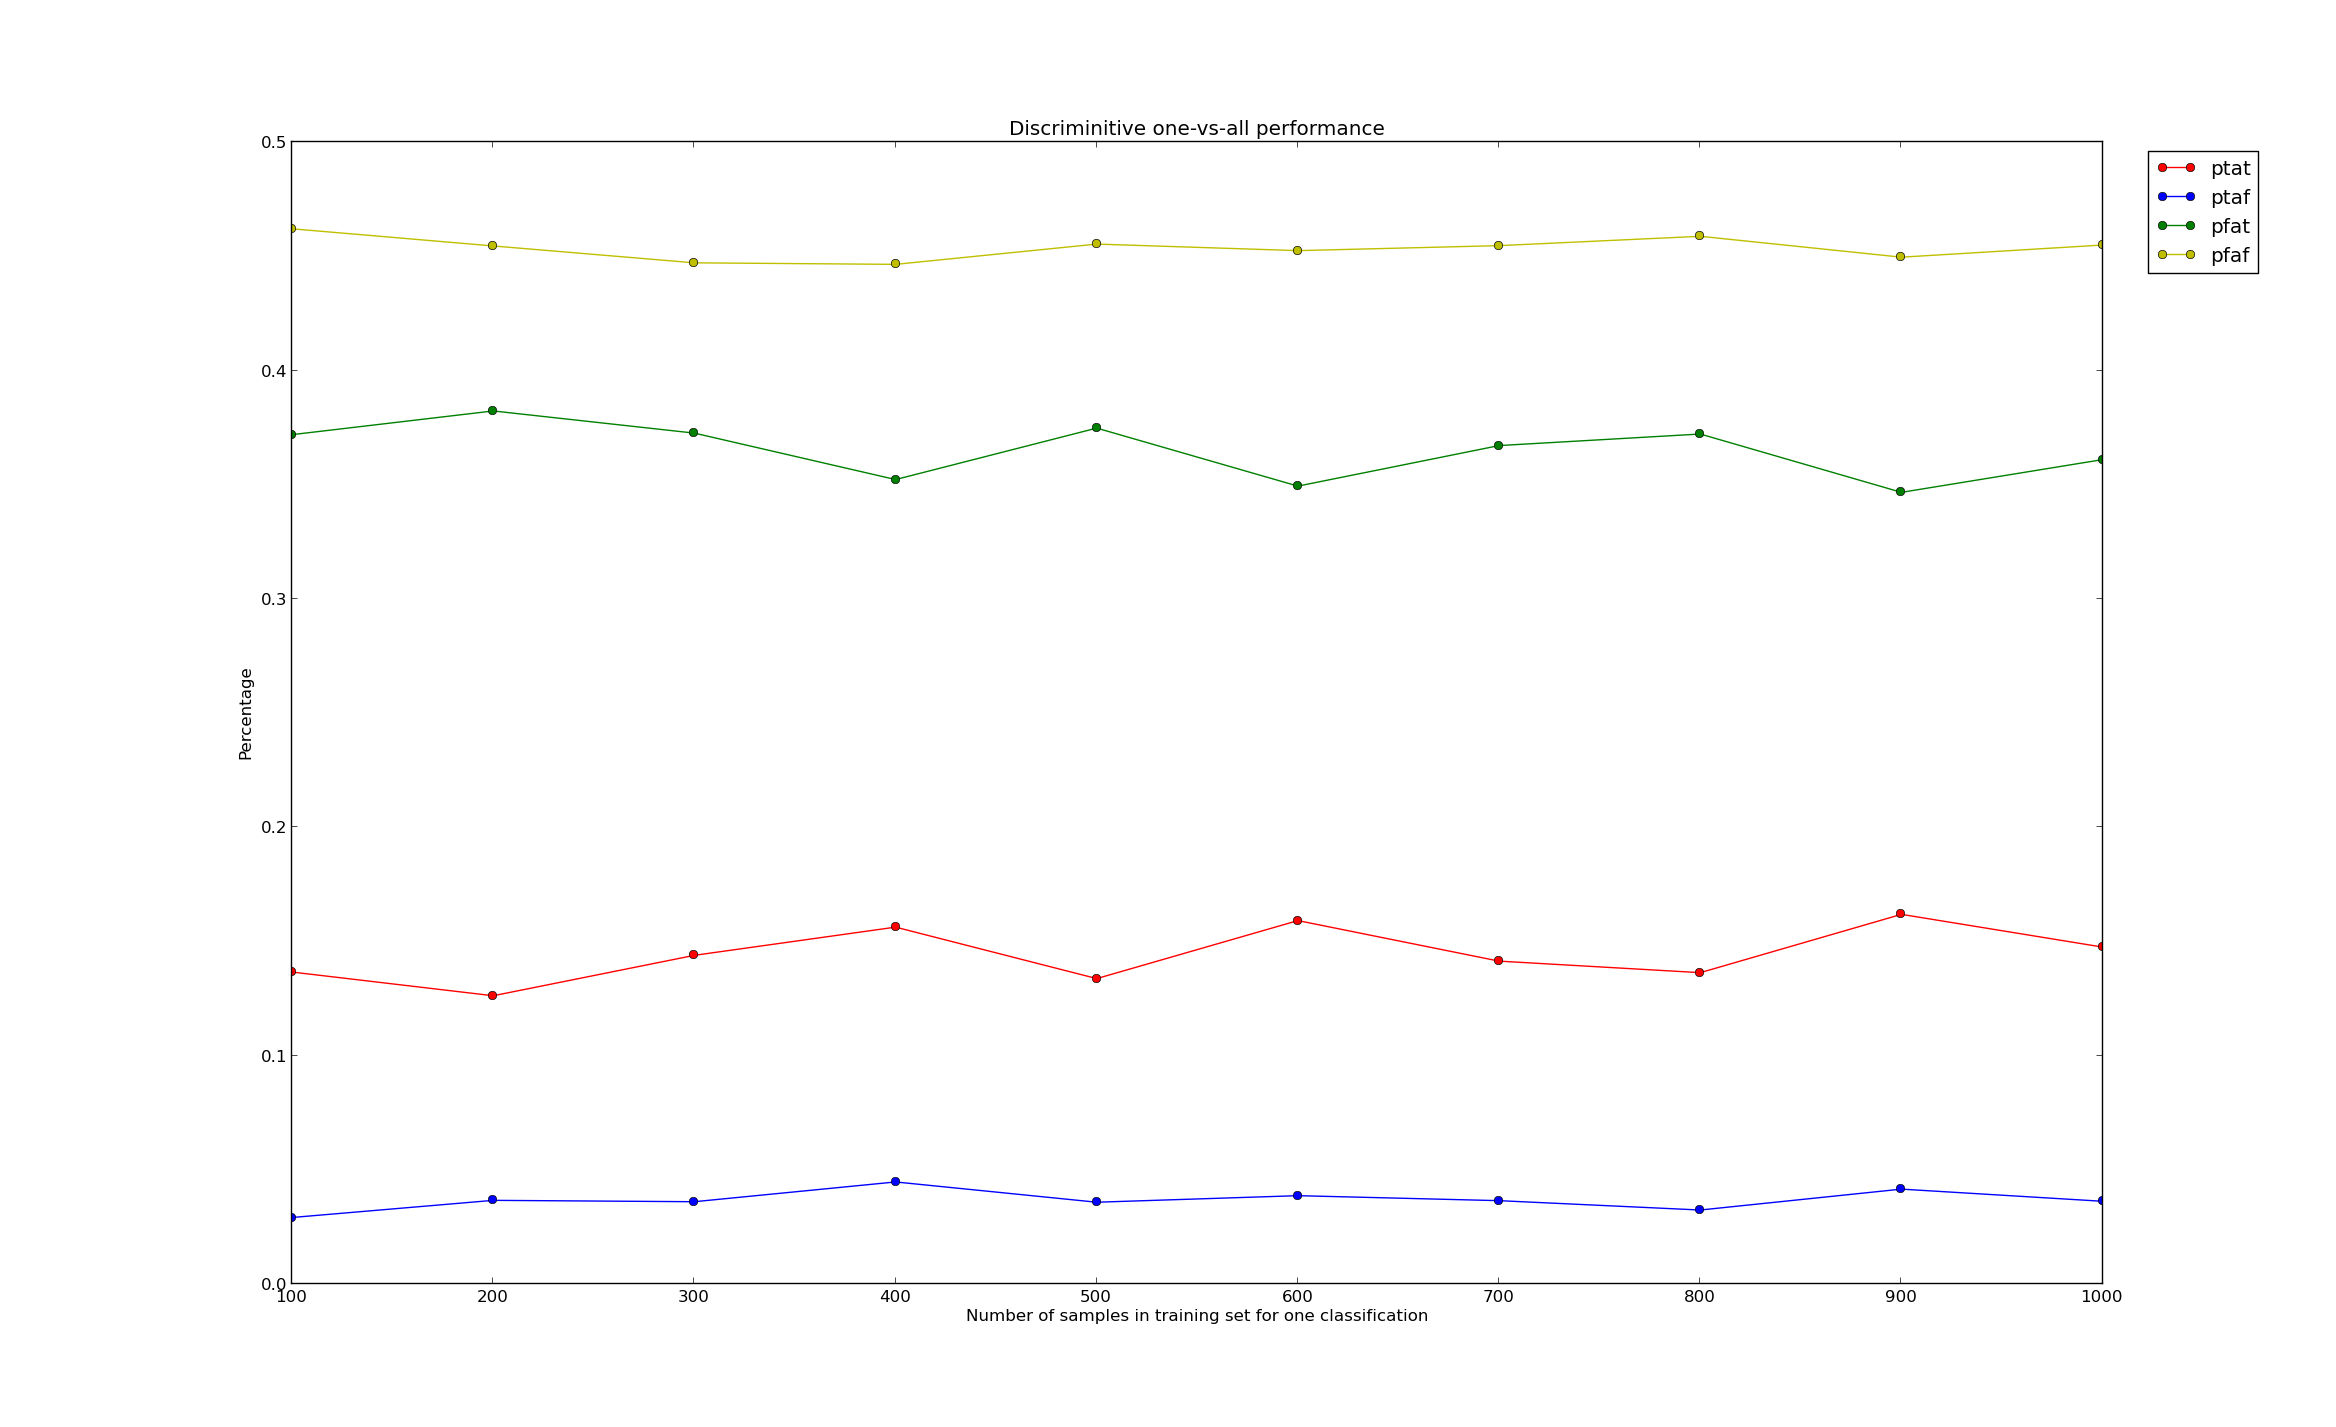 Discriminitive one-vs-all performance
0.5
0.4
0.3
0.2
0.1
0.0
Percentage
100 200 300 400 500 600 700 800 900 1000
Number of samples in training set for one classification
ptat
ptaf
pfat
pfaf